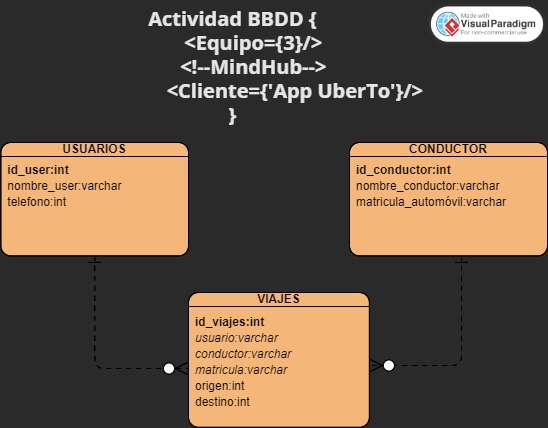 Actividad BBDD {
<Equipo={3}/>
<!--MindHub-->
<Cliente={'App UberTo'}/>
}
Made with
VisualParadigm
For non-commercial use
USUARIOS
id_user:int
nombre_user:varchar
telefono:int
CONDUCTOR
id_conductor:int
nombre_conductor:varchar
matricula_automóvil:varchar
VIAJES
id_viajes:int
usuario:varchar
conductor:varchar
matricula:varchar
origen:int
destino:int